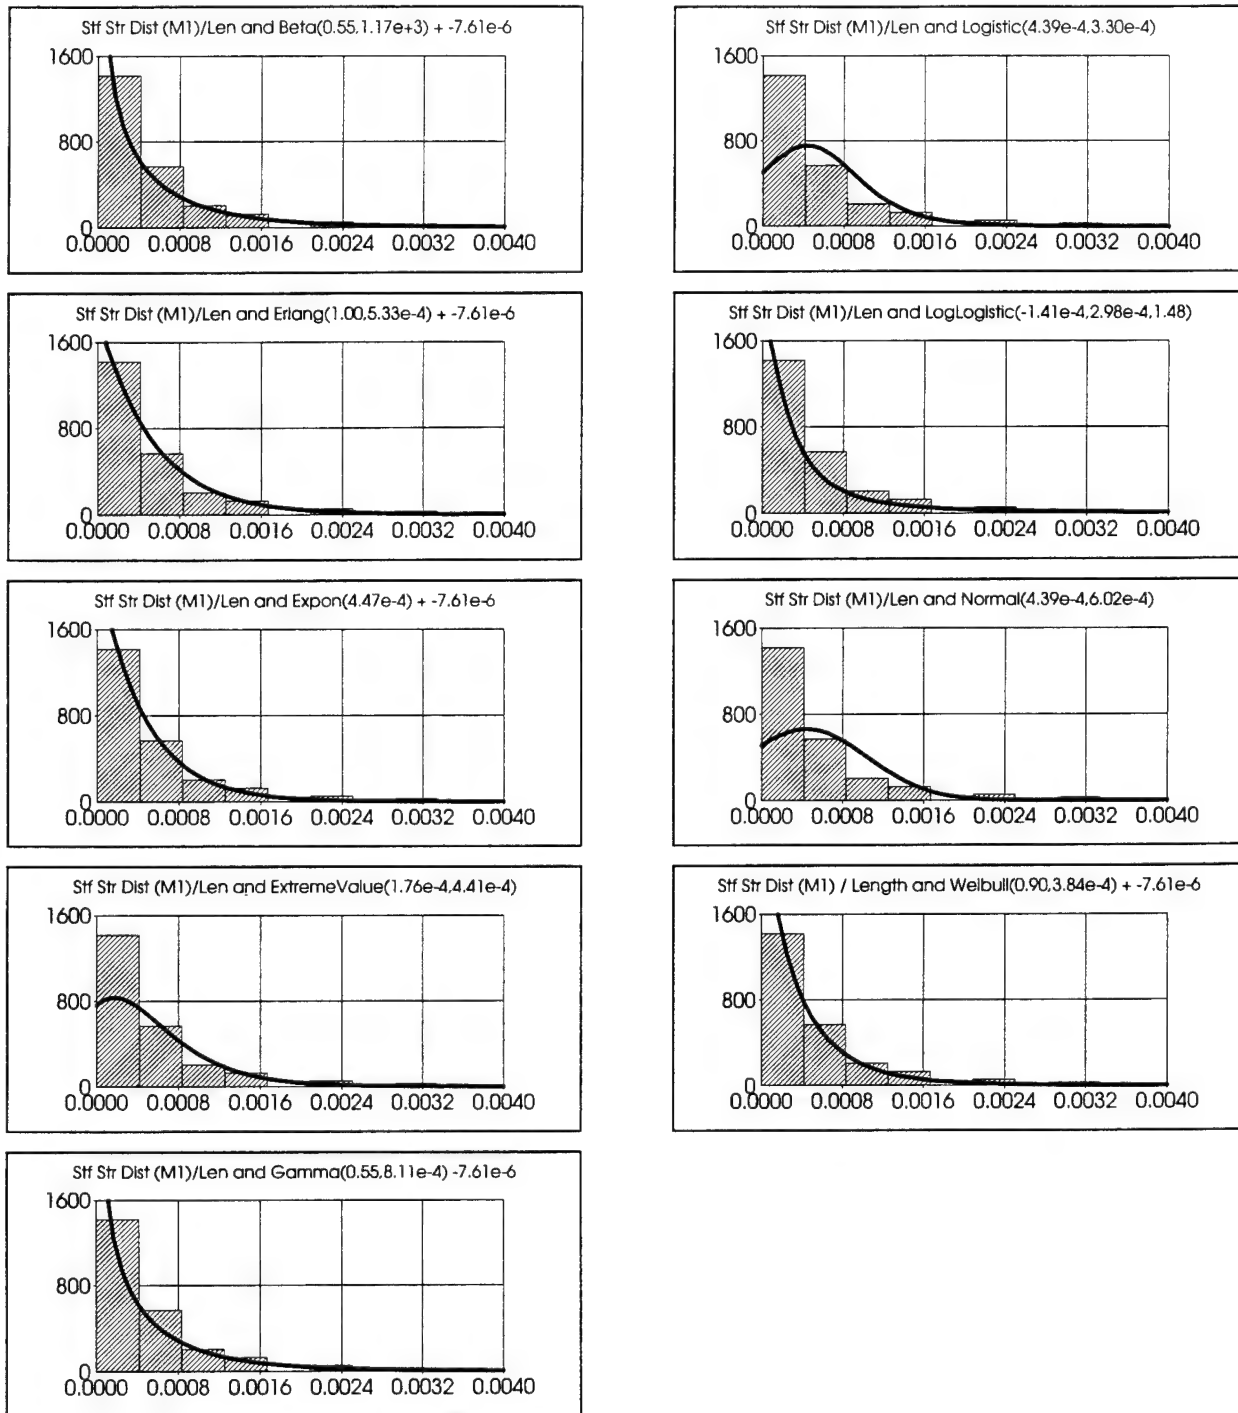 Stf Str Dist (M1)/Len and Beta(0.55,1.17e+3) + -7.61e-6
1600
800
0
0.0000 0.0008 0.0016 0.0024 0.0032 0.0040
Stf Str Dist (M1)/Len and Logistic(4.39e-4,3.30e-4)
1600
800
0
0.0000 0.0008 0.0016 0.0024 0.0032 0.0040
Stf Str Dist (M1)/Len and Erlang(1.00,5.33e-4) + -7.61e-6
1600
800
0
0.0000 0.0008 0.0016 0.0024 0.0032 0.0040
Stf Str Dist (M1)/Len and LogLogistic(-1.41e-4,2.98e-4,1.48)
1600
800
0
0.0000 0.0008 0.0016 0.0024 0.0032 0.0040
Stf Str Dist (M1)/Len and Expon(4.47e-4) + -7.61e-6
1600
800
0
0.0000 0.0008 0.0016 0.0024 0.0032 0.0040
Stf Str Dist (M1)/Len and Normal(4.39e-4,6.02e-4)
1600
800
0
0.0000 0.0008 0.0016 0.0024 0.0032 0.0040
Stf Str Dist (M1)/Len and ExtremeValue(1.76e-4,4.41e-4)
1600
800
0
0.0000 0.0008 0.0016 0.0024 0.0032 0.0040
Stf Str Dist (M1) / Length and Weibull(0.90,3.84e-4) + -7.61e-6
1600
800
0
0.0000 0.0008 0.0016 0.0024 0.0032 0.0040
Stf Str Dist (M1)/Len and Gamma(0.55,8.11e-4) -7.61e-6
1600
800
0
0.0000 0.0008 0.0016 0.0024 0.0032 0.0040